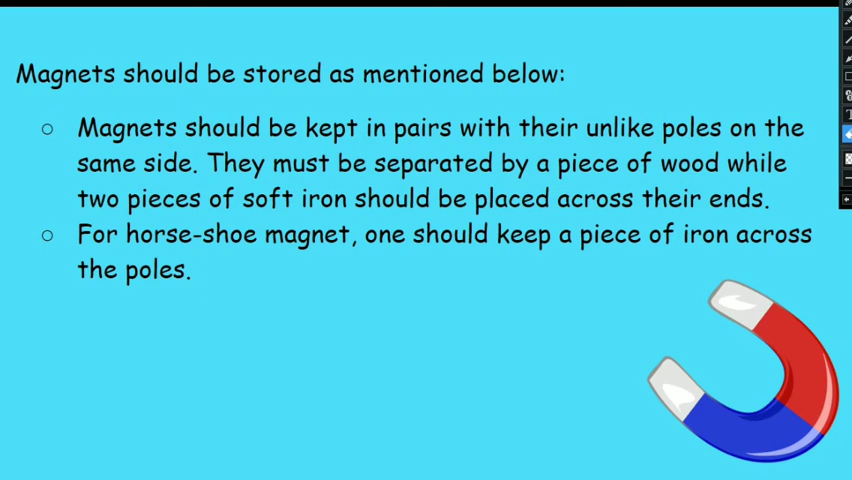 Magnets should be stored as mentioned below:
○ Magnets should be kept in pairs with their unlike poles on the
same side. They must be separated by a piece of wood while
two pieces of soft iron should be placed across their ends.
○ For horse-shoe magnet, one should keep a piece of iron across
the poles.